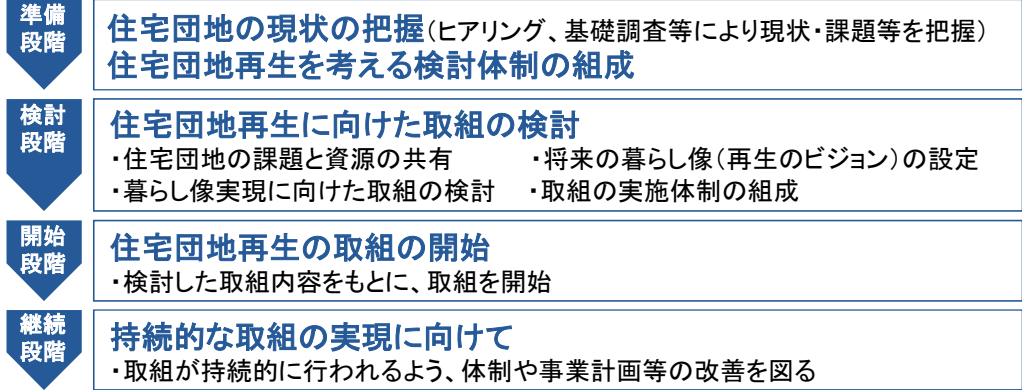 準備
段階
住宅団地の現状の把握(ヒアリング、基礎調査等により現状・課題等を把握)
住宅団地再生を考える検討体制の組成
検討
段階
住宅団地再生に向けた取組の検討
・住宅団地の課題と資源の共有 ・将来の暮らし像(再生のビジョン)の設定
・暮らし像実現に向けた取組の検討 ・取組の実施体制の組成
開始
段階
住宅団地再生の取組の開始
・検討した取組内容をもとに、取組を開始
継続
段階
持続的な取組の実現に向けて
・取組が持続的に行われるよう、体制や事業計画等の改善を図る